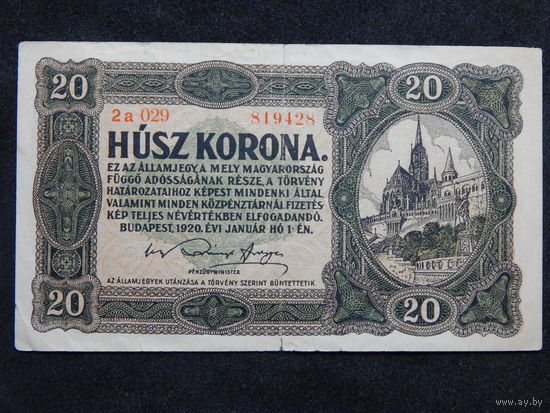 20 20
2a 029 819428
HÚSZ KORONA.
EZ AZ ÁLLAMJEGY, A MELY MAGYARORSZÁG
FÜGGŐ ADÓSSÁGÁNAK RÉSZE, A TÖRVÉNY
HATÁROZATAIHOZ KÉPEST MINDENKI ÁLTAL
VALAMINT MINDEN KÖZPÉNZTÁRNÁL FIZETÉS
KÉP TELJES NÉVÉRTÉKBEN ELFOGADANDÓ.
BUDAPEST, 1920. ÉVI JANUÁR HÓ 1-ÉN.
PÉNZÜGYMINISTER
AZ ÁLLAMJEGYEK UTÁNZÁSA A TÖRVÉNY SZERINT BÜNTETTETIK.
20 20
www.ay.by